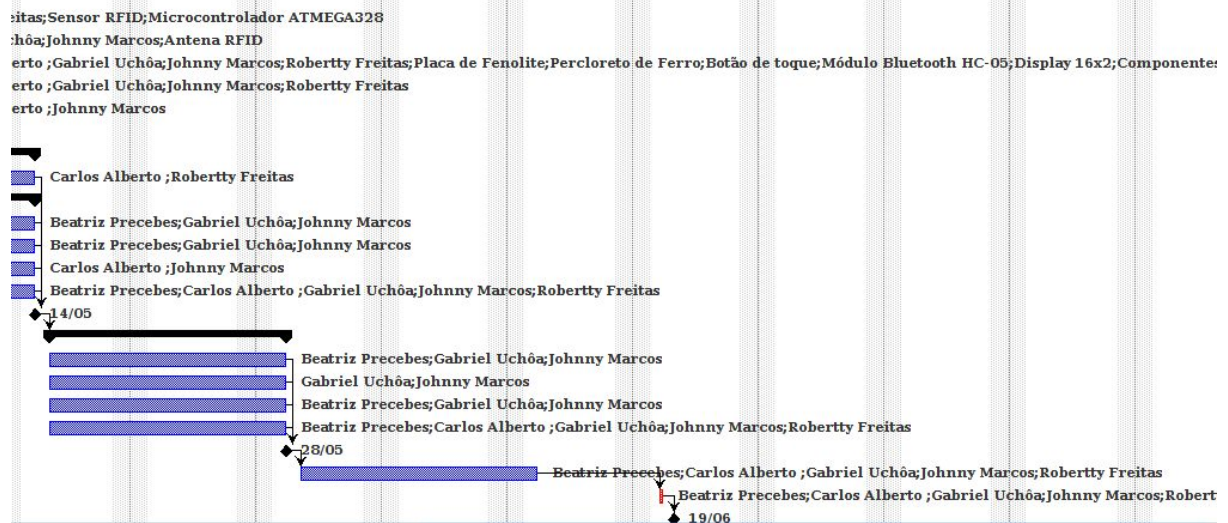 eitas;Sensor RFID;Microcontrolador ATMEGA328
chôa;Johnny Marcos;Antena RFID
erto ;Gabriel Uchôa;Johnny Marcos;Robertty Freitas;Placa de Fenolite;Percloreto de Ferro;Botão de toque;Módulo Bluetooth HC-05;Display 16x2;Componentes
erto ;Gabriel Uchôa;Johnny Marcos;Robertty Freitas
erto ;Johnny Marcos
Carlos Alberto ;Robertty Freitas
Beatriz Precebes;Gabriel Uchôa;Johnny Marcos
Beatriz Precebes;Gabriel Uchôa;Johnny Marcos
Carlos Alberto ;Johnny Marcos
Beatriz Precebes;Carlos Alberto ;Gabriel Uchôa;Johnny Marcos;Robertty Freitas
14/05
Beatriz Precebes;Gabriel Uchôa;Johnny Marcos
Gabriel Uchôa;Johnny Marcos
Beatriz Precebes;Gabriel Uchôa;Johnny Marcos
Beatriz Precebes;Carlos Alberto ;Gabriel Uchôa;Johnny Marcos;Robertty Freitas
28/05
Beatriz Precebes;Carlos Alberto ;Gabriel Uchôa;Johnny Marcos;Robertty Freitas
Beatriz Precebes;Carlos Alberto ;Gabriel Uchôa;Johnny Marcos;Robert
19/06